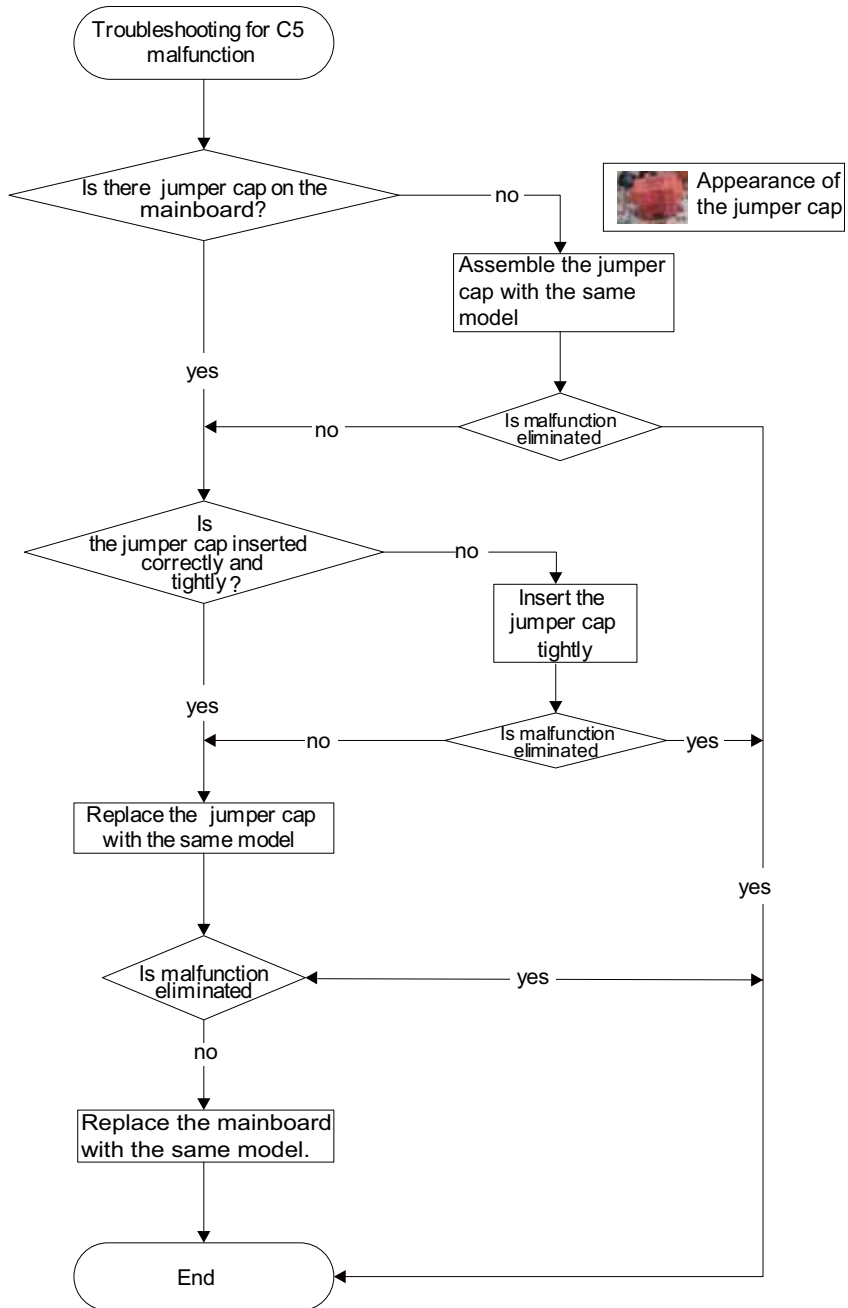 Troubleshooting for C5
malfunction
Is there jumper cap on the
mainboard?
no
Appearance of
the jumper cap
Assemble the jumper
cap with the same
model
yes
Is malfunction
eliminated
no
Is
the jumper cap inserted
correctly and
tightly?
no
Insert the
jumper cap
tightly
yes
Is malfunction
eliminated
no
yes
Replace the jumper cap
with the same model
yes
Is malfunction
eliminated
yes
no
Replace the mainboard
with the same model.
End